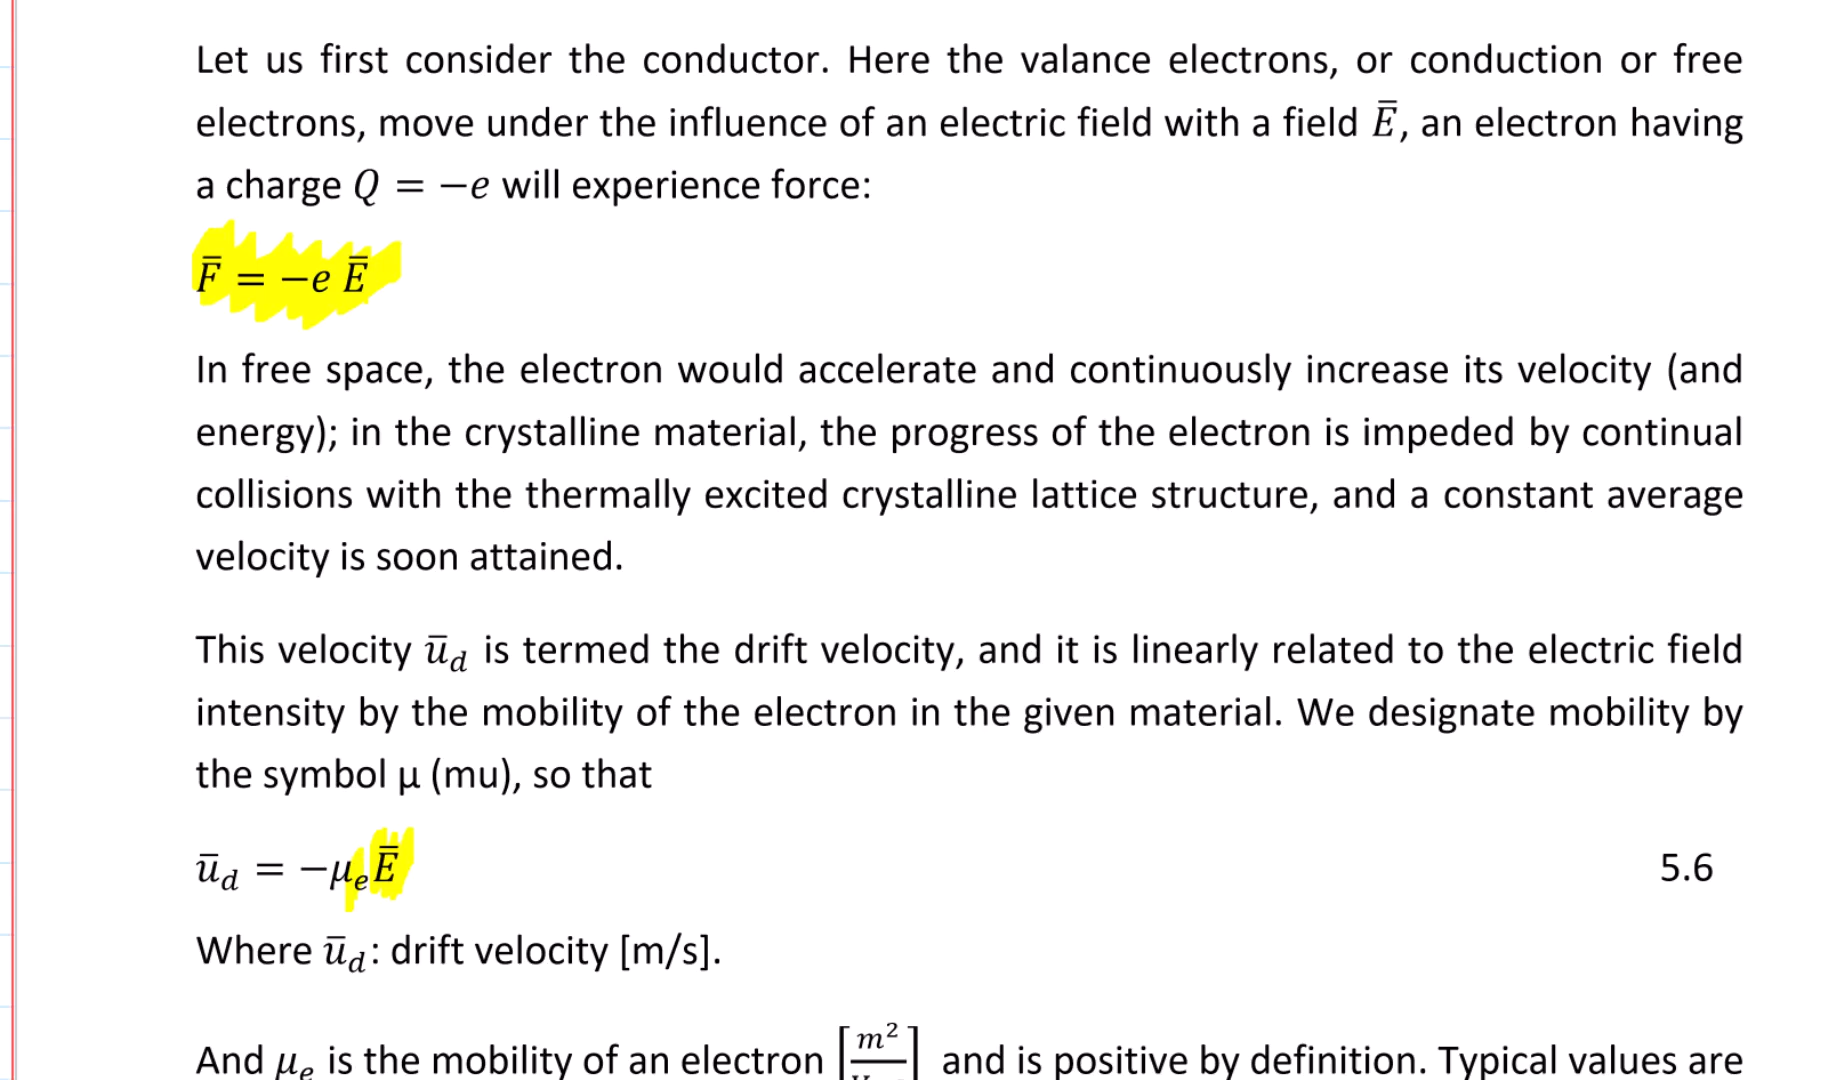 Let us first consider the conductor. Here the valance electrons, or conduction or free
electrons, move under the influence of an electric field with a field E̅, an electron having
a charge Q = −e will experience force:
F̅ = −e E̅
In free space, the electron would accelerate and continuously increase its velocity (and
energy); in the crystalline material, the progress of the electron is impeded by continual
collisions with the thermally excited crystalline lattice structure, and a constant average
velocity is soon attained.
This velocity u̅_d is termed the drift velocity, and it is linearly related to the electric field
intensity by the mobility of the electron in the given material. We designate mobility by
the symbol μ (mu), so that
u̅_d = −μ_e E̅ 5.6
Where u̅_d: drift velocity [m/s].
And μ_e is the mobility of an electron [m² and is positive by definition. Typical values are